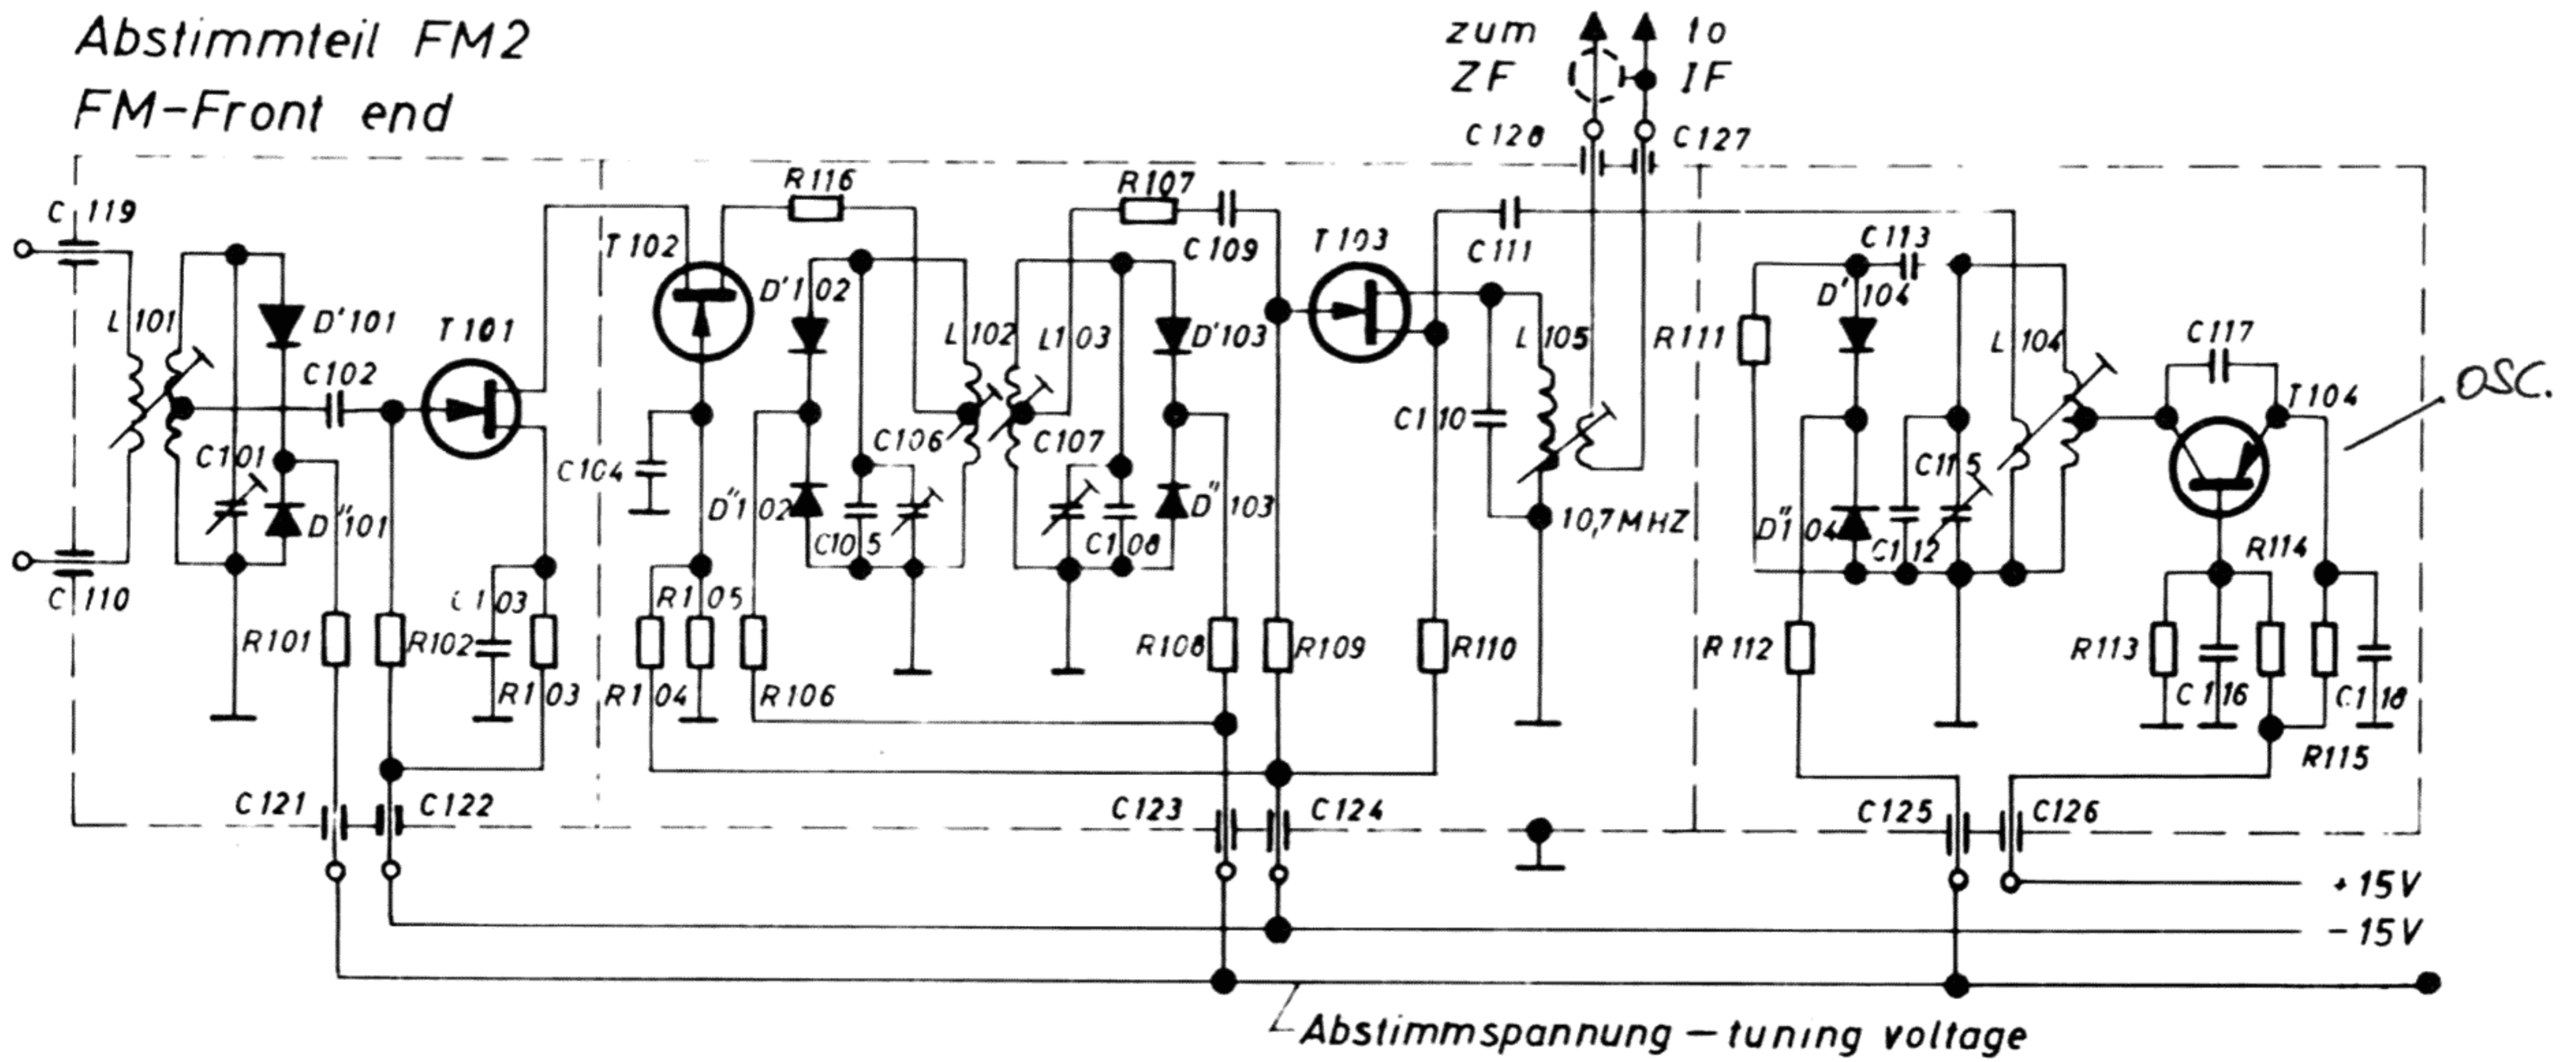 Abstimmteil FM2
FM-Front end
zum to
ZF IF
C128 C127
C119
R116
R107
T102
D'102
C109
T103
C111
C113
D'104
L101
D'101
T101
C102
L102
L103
D'103
L105
R111
L104
C117
T104
OSC.
C101
D"101
C104
D"102
C106
C107
C105
C108
D"103
C110
10,7MHZ
C115
D"104
C112
R114
C110
C103
R105
R101
R102
R103
R104
R106
R108
R109
R110
R112
R113
C116
C118
R115
C121 C122
C123 C124
C125 C126
+15V
-15V
Abstimmspannung - tuning voltage